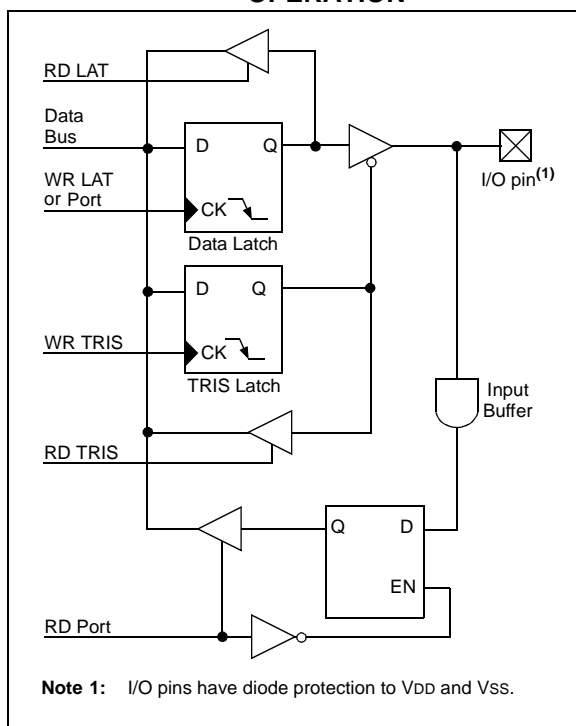 OPERATION
RD LAT
Data
Bus
D Q
WR LAT
or Port
CK
Data Latch
I/O pin(1)
D Q
WR TRIS
CK
TRIS Latch
Input
Buffer
RD TRIS
Q D
EN
RD Port
Note 1: I/O pins have diode protection to VDD and VSS.